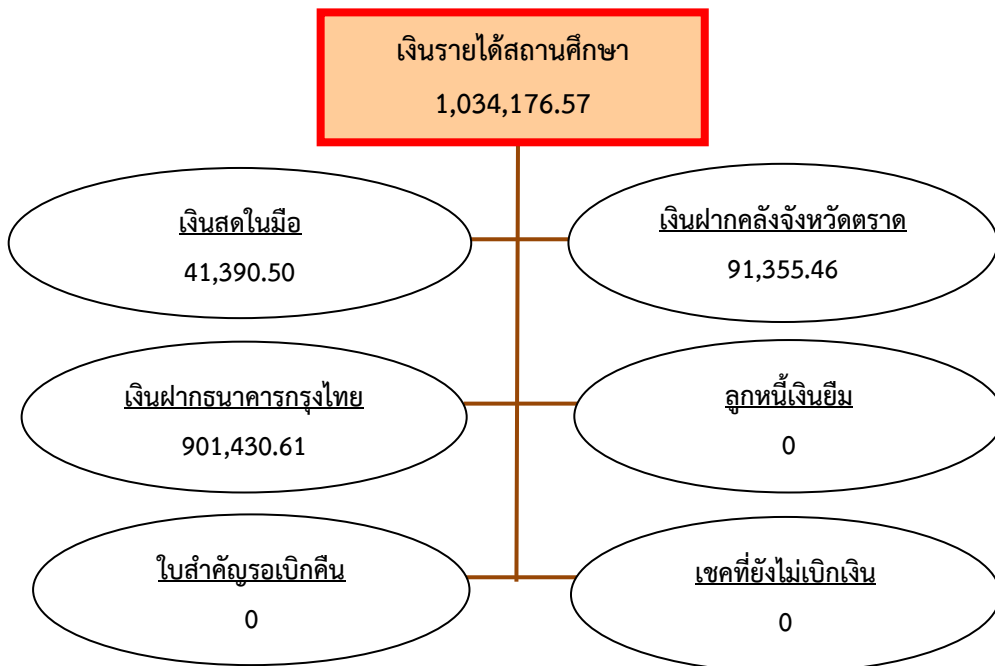 เงินรายได้สถานศึกษา
1,034,176.57
เงินสดในมือ
41,390.50
เงินฝากคลังจังหวัดตราด
91,355.46
เงินฝากธนาคารกรุงไทย
901,430.61
ลูกหนี้เงินยืม
0
ใบสำคัญรอเบิกคืน
0
เชคที่ยังไม่เบิกเงิน
0